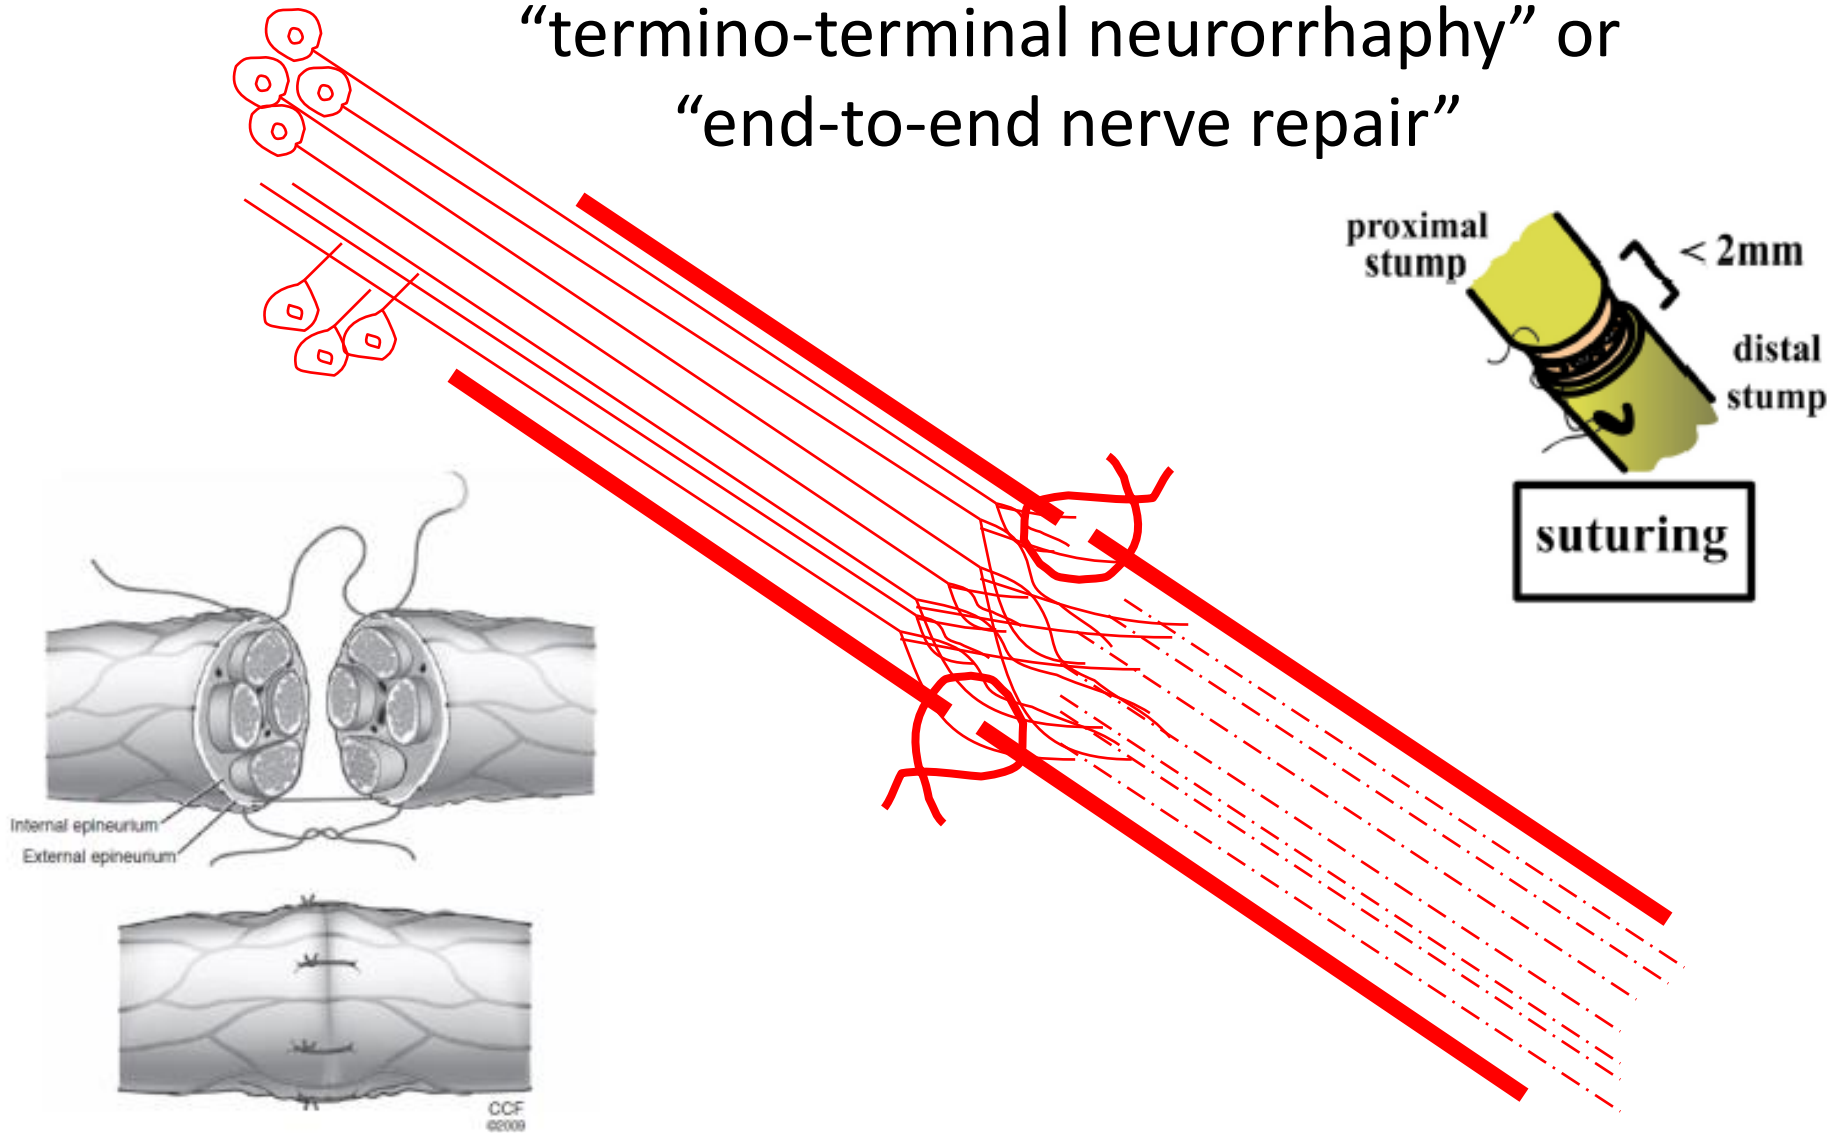 “termino-terminal neurorrhaphy” or
“end-to-end nerve repair”
proximal
stump
< 2mm
distal
stump
suturing
Internal epineurium
External epineurium
CCF
©2009